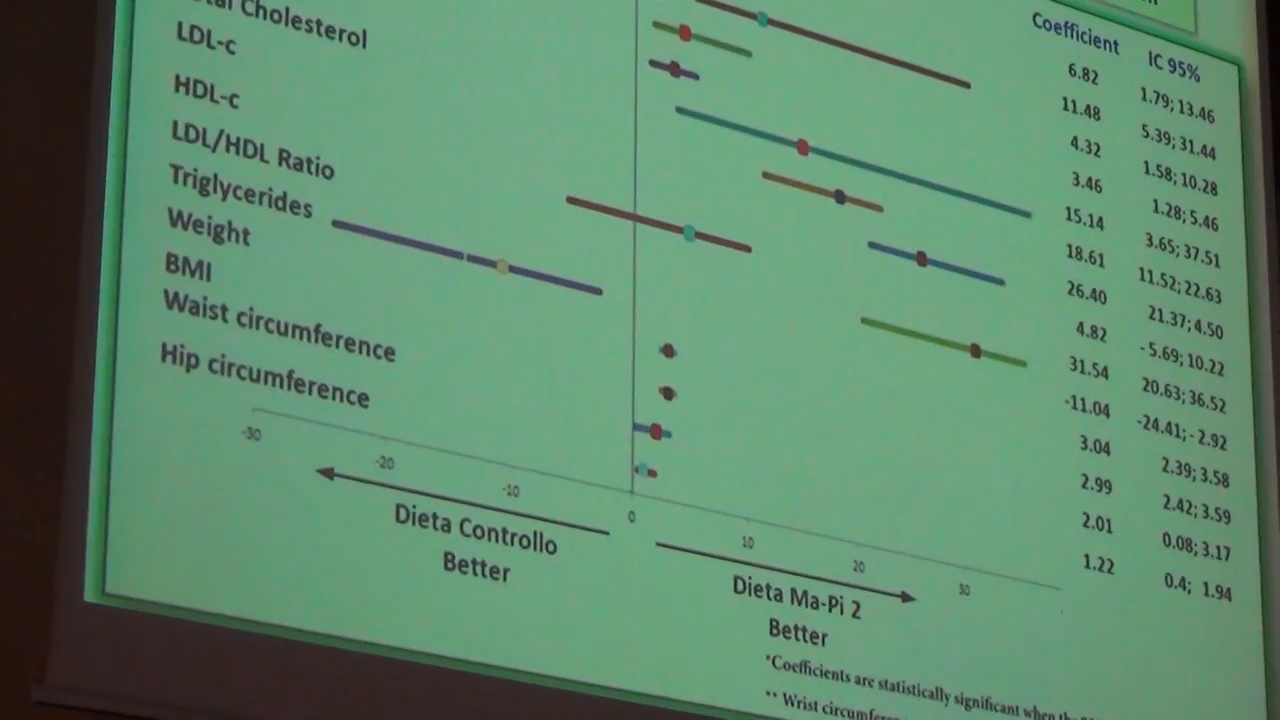 Cholesterol
LDL-c
HDL-c
LDL/HDL Ratio
Triglycerides
Weight
BMI
Waist circumference
Hip circumference
Coefficient IC 95%
6.82 1.79; 13.46
11.48 5.39; 31.44
4.32 1.58; 10.28
3.46 1.28; 5.46
15.14 3.65; 37.51
18.61 11.52; 22.63
26.40 21.37; 4.50
4.82 - 5.69; 10.22
31.54 20.63; 36.52
-11.04 -24.41; - 2.92
3.04 2.39; 3.58
2.99 2.42; 3.59
2.01 0.08; 3.17
1.22 0.4; 1.94
-30 -20 -10 0 10 20 30
Dieta Controllo
Better
Dieta Ma-Pi 2
Better
*Coefficients are statistically significant when the
** Wrist